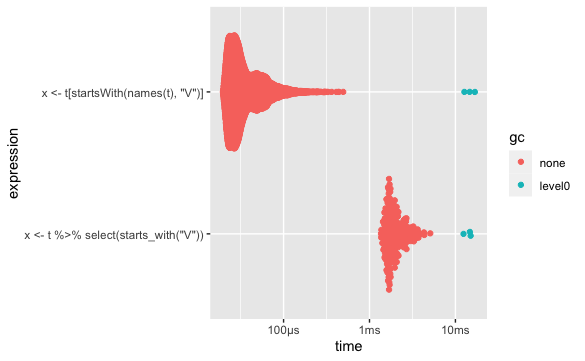 expression
x <- t[startsWith(names(t), "V")]
x <- t %>% select(starts_with("V"))
100µs
1ms
10ms
time
gc
none
level0